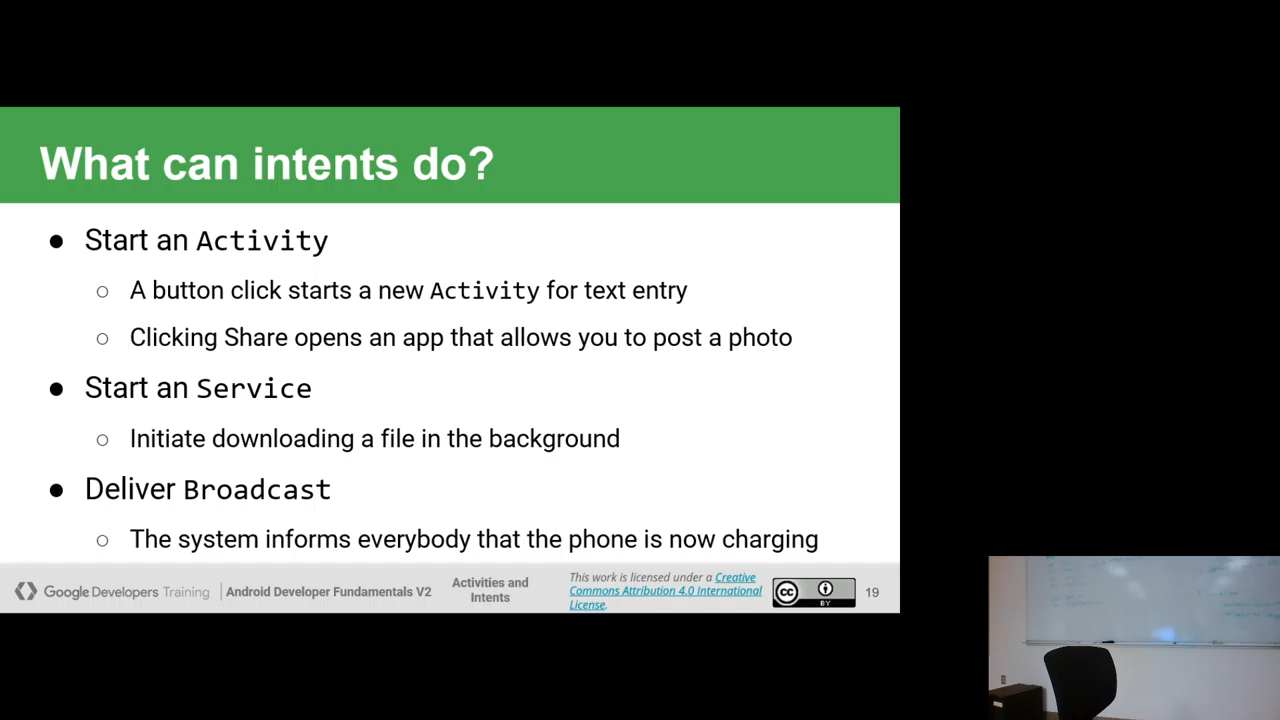 What can intents do?
● Start an Activity
○ A button click starts a new Activity for text entry
○ Clicking Share opens an app that allows you to post a photo
● Start an Service
○ Initiate downloading a file in the background
● Deliver Broadcast
○ The system informs everybody that the phone is now charging
Google Developers Training
Android Developer Fundamentals V2
Activities and
Intents
This work is licensed under a Creative
Commons Attribution 4.0 International
License.
cc
BY
19